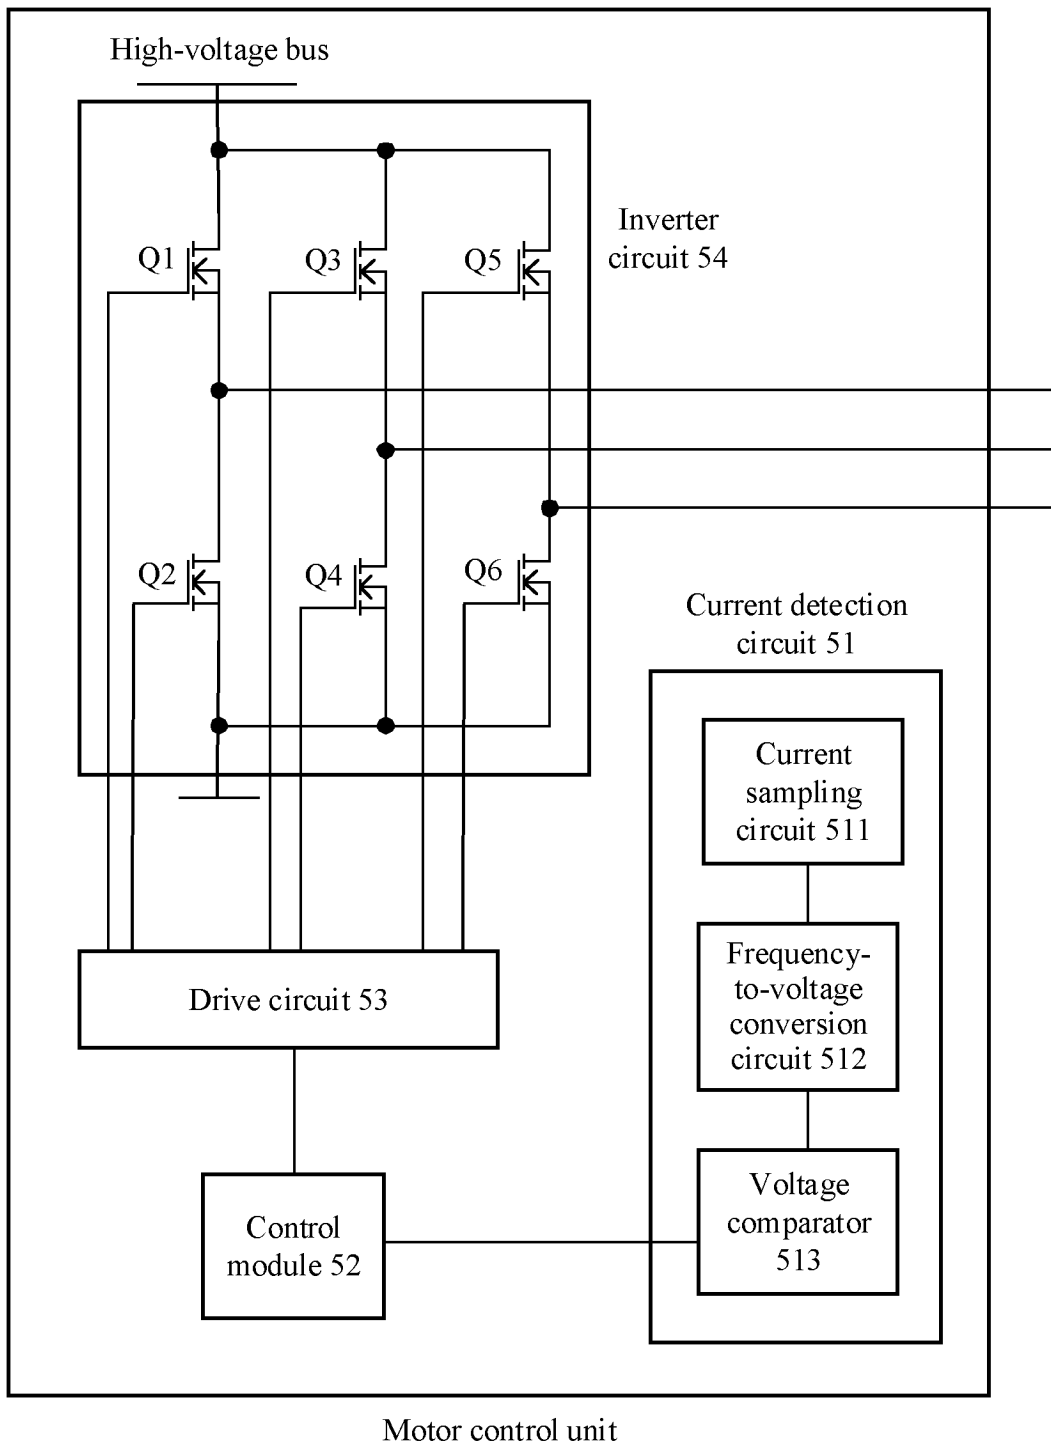 High-voltage bus
Inverter
circuit 54
Q1
Q3
Q5
Q2
Q4
Q6
Current detection
circuit 51
Current
sampling
circuit 511
Frequency-
to-voltage
conversion
circuit 512
Drive circuit 53
Voltage
comparator
513
Control
module 52
Motor control unit